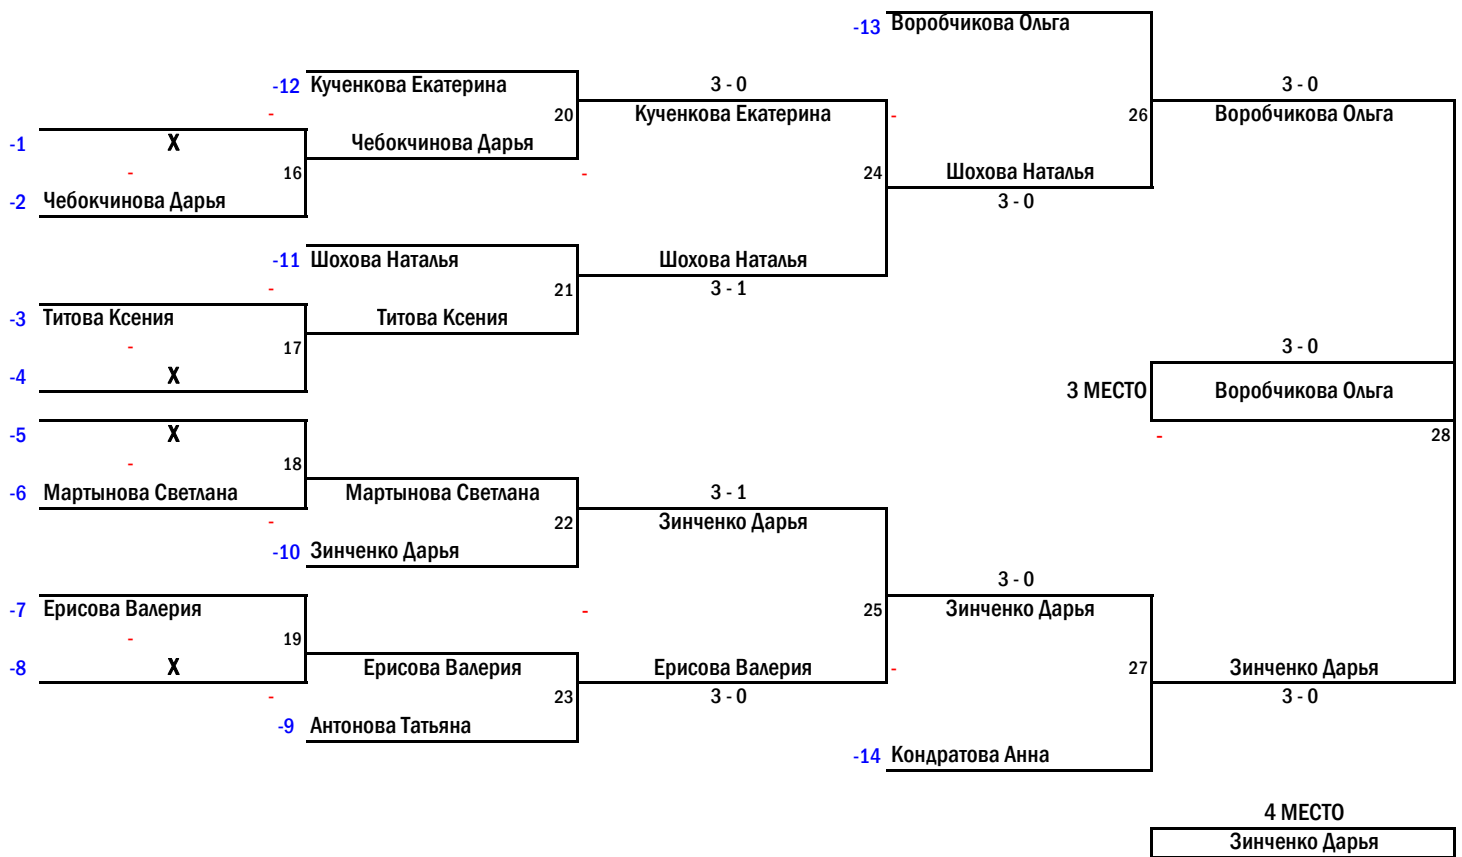 -13 Воробчикова Ольга
-12 Кученкова Екатерина 3 - 0 3 - 0
- 20 Кученкова Екатерина - 26 Воробчикова Ольга
-1 X Чебокчинова Дарья
- 16 - 24 Шохова Наталья
-2 Чебокчинова Дарья 3 - 0
-11 Шохова Наталья Шохова Наталья
- 21 3 - 1
-3 Титова Ксения Титова Ксения
- 17 3 - 0
-4 X 3 МЕСТО Воробчикова Ольга
-5 X - 28
- 18
-6 Мартынова Светлана Мартынова Светлана 3 - 1
- 22 Зинченко Дарья
-10 Зинченко Дарья
3 - 0
-7 Ерисова Валерия - 25 Зинченко Дарья
- 19
-8 X Ерисова Валерия Ерисова Валерия - 27 Зинченко Дарья
- 23 3 - 0 3 - 0
-9 Антонова Татьяна
-14 Кондратова Анна
4 МЕСТО
Зинченко Дарья